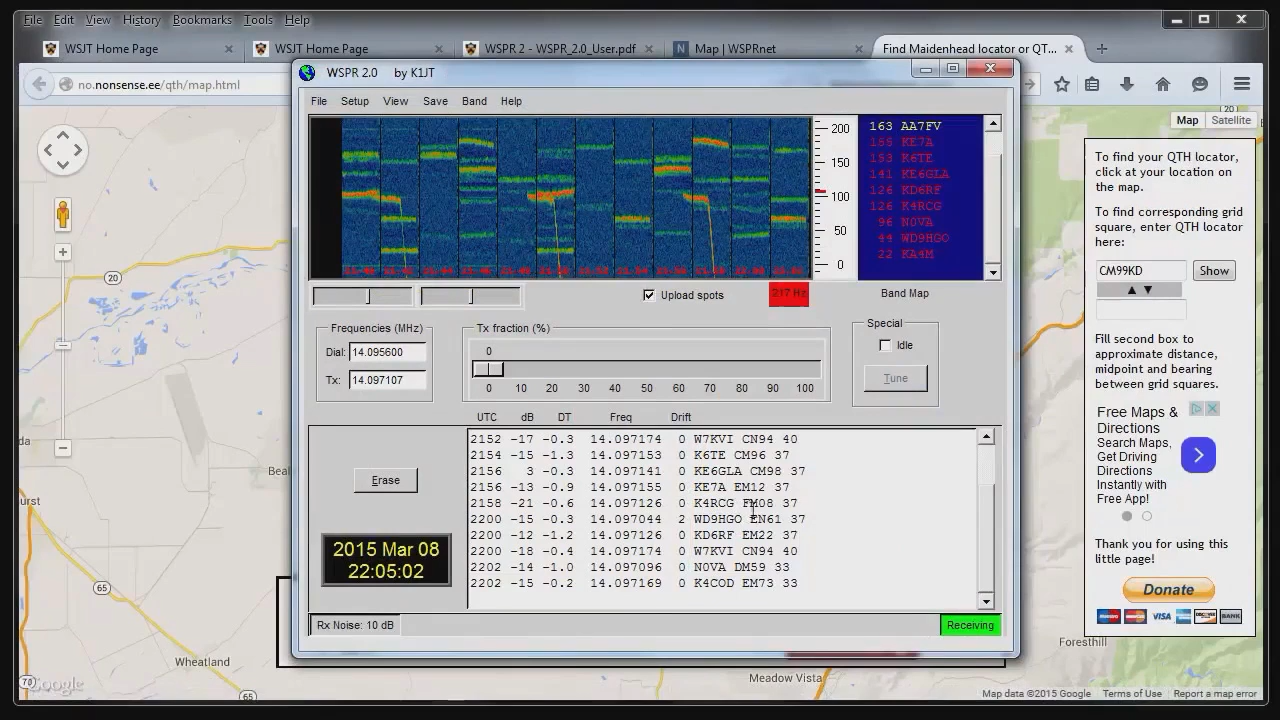 File Edit View History Bookmarks Tools Help
WSJT Home Page
WSJT Home Page
WSPR 2 - WSPR_2.0_User.pdf
Map | WSPRnet
Find Maidenhead locator or QT...
no.nonsense.ee/qth/map.html
WSPR 2.0 by K1JT
File Setup View Save Band Help
200
150
100
50
0
163 AA7FV
155 KE7A
153 K6TE
141 KE6GLA
126 KD6RF
126 K4RCG
96 N0VA
44 WD9HGO
22 KA4M
Upload spots
217 Hz
Band Map
Frequencies (MHz)
Dial: 14.095600
Tx: 14.097107
Tx fraction (%)
0
0 10 20 30 40 50 60 70 80 90 100
Special
Idle
Tune
UTC dB DT Freq Drift
2152 -17 -0.3 14.097174 0 W7KVI CN94 40
2154 -15 -1.3 14.097153 0 K6TE CM96 37
2156 3 -0.3 14.097141 0 KE6GLA CM98 37
2156 -13 -0.9 14.097155 0 KE7A EM12 37
2158 -21 -0.6 14.097126 0 K4RCG FM08 37
2200 -15 -0.3 14.097044 2 WD9HGO EN61 37
2200 -12 -1.2 14.097126 0 KD6RF EM22 37
2200 -18 -0.4 14.097174 0 W7KVI CN94 40
2202 -14 -1.0 14.097096 0 N0VA DM59 33
2202 -15 -0.2 14.097169 0 K4COD EM73 33
Erase
2015 Mar 08
22:05:02
Rx Noise: 10 dB
Receiving
Map Satellite
To find your QTH locator,
click at your location on
the map.
To find corresponding grid
square, enter QTH locator
here:
CM99KD Show
▲ ▼
Fill second box to
approximate distance,
midpoint and bearing
between grid squares.
Free Maps &
Directions
Search Maps,
Get Driving
Directions
Instantly with
Free App!
Thank you for using this
little page!
Donate
VISA
BANK
20
20
65
Wheatland
70
65
Meadow Vista
Foresthill
Google
Map data ©2015 Google Terms of Use Report a map error